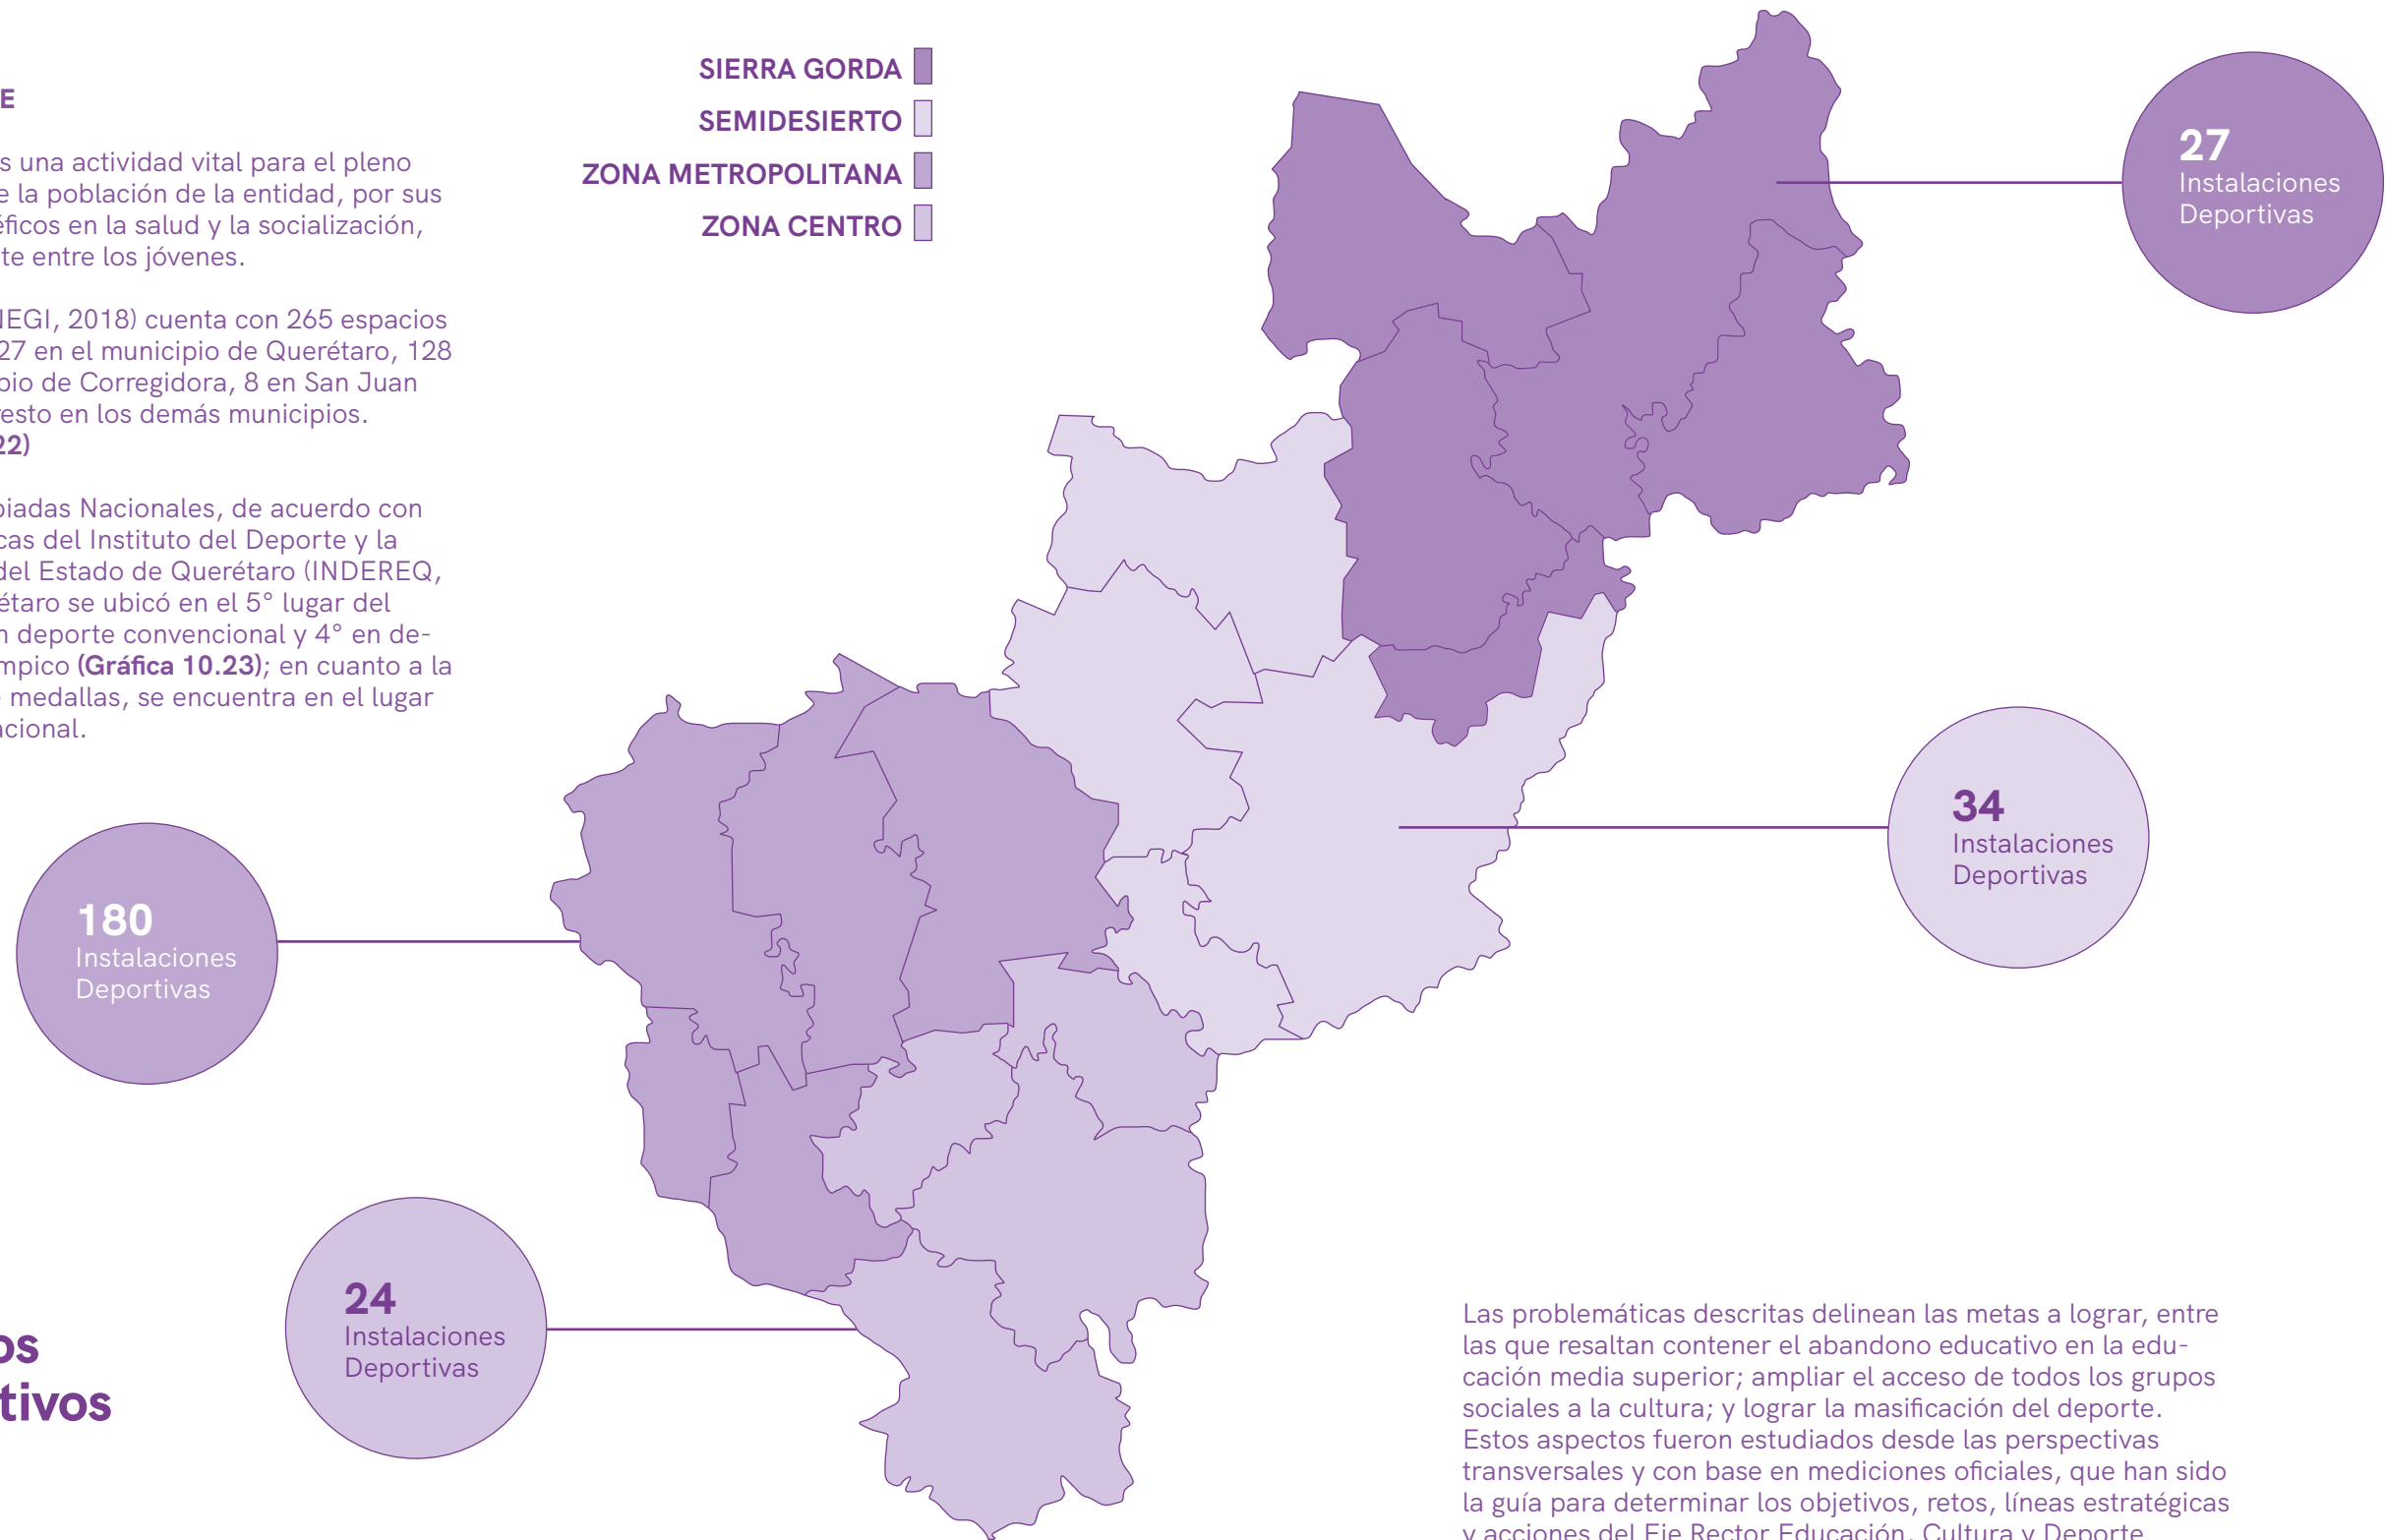 E
s una actividad vital para el pleno
e la población de la entidad, por sus
éficos en la salud y la socialización,
te entre los jóvenes.
NEGI, 2018) cuenta con 265 espacios
27 en el municipio de Querétaro, 128
pio de Corregidora, 8 en San Juan
resto en los demás municipios.
22)
piadas Nacionales, de acuerdo con
cas del Instituto del Deporte y la
del Estado de Querétaro (INDEREQ,
étaro se ubicó en el 5° lugar del
n deporte convencional y 4° en de-
mpico (Gráfica 10.23); en cuanto a la
e medallas, se encuentra en el lugar
acional.
SIERRA GORDA
SEMIDESIERTO
ZONA METROPOLITANA
ZONA CENTRO
27
Instalaciones
Deportivas
34
Instalaciones
Deportivas
180
Instalaciones
Deportivas
24
Instalaciones
Deportivas
os
tivos
Las problemáticas descritas delinean las metas a lograr, entre
las que resaltan contener el abandono educativo en la edu-
cación media superior; ampliar el acceso de todos los grupos
sociales a la cultura; y lograr la masificación del deporte.
Estos aspectos fueron estudiados desde las perspectivas
transversales y con base en mediciones oficiales, que han sido
la guía para determinar los objetivos, retos, líneas estratégicas
y acciones del Eje Rector Educación, Cultura y Deporte.